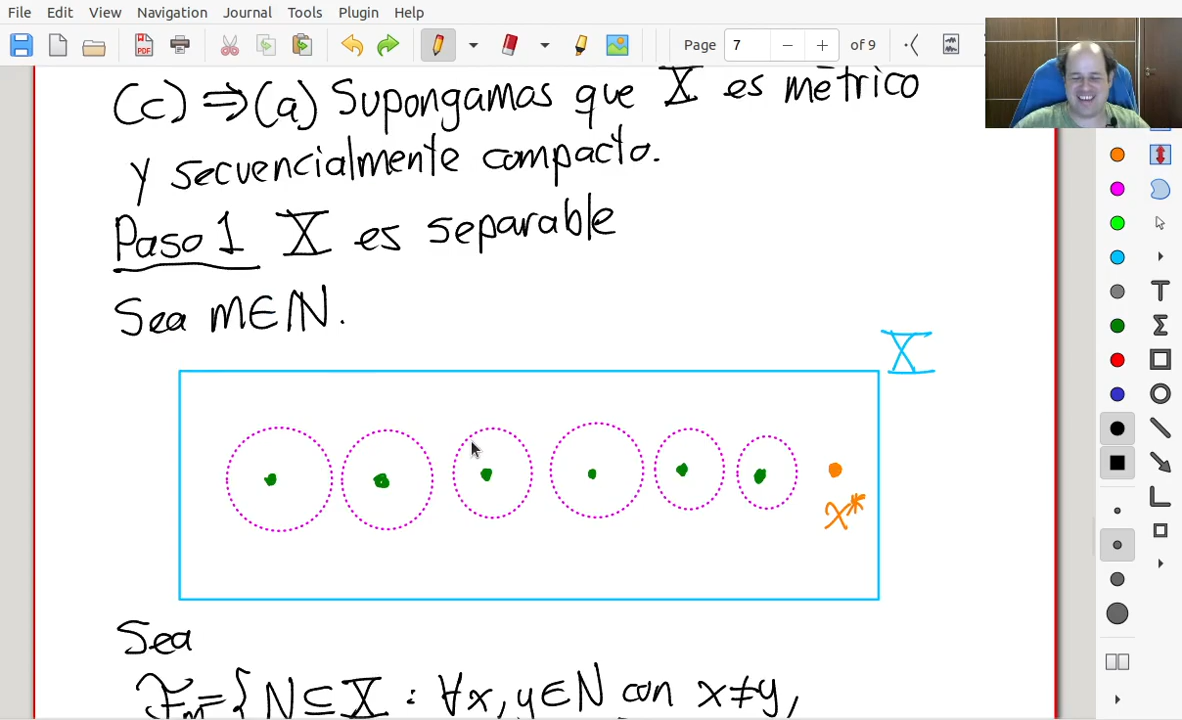 File Edit View Navigation Journal Tools Plugin Help
Page 7 of 9
(c) ⇒ (a) Supongamos que X es métrico
y secuencialmente compacto.
Paso 1 X es separable
Sea m∈ℕ.
X
x*
Sea
ℱₘ={N⊆X : ∀x,y∈N con x≠y,